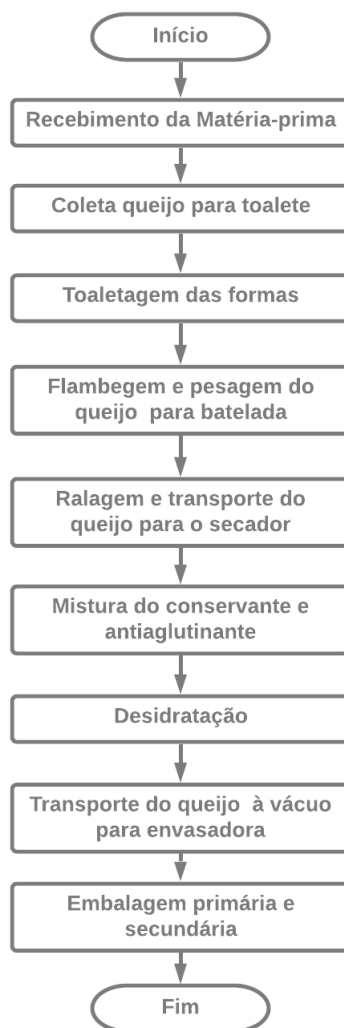 Início
Recebimento da Matéria-prima
Coleta queijo para toalete
Toaletagem das formas
Flambegem e pesagem do
queijo para batelada
Ralagem e transporte do
queijo para o secador
Mistura do conservante e
antiaglutinante
Desidratação
Transporte do queijo à vácuo
para envasadora
Embalagem primária e
secundária
Fim